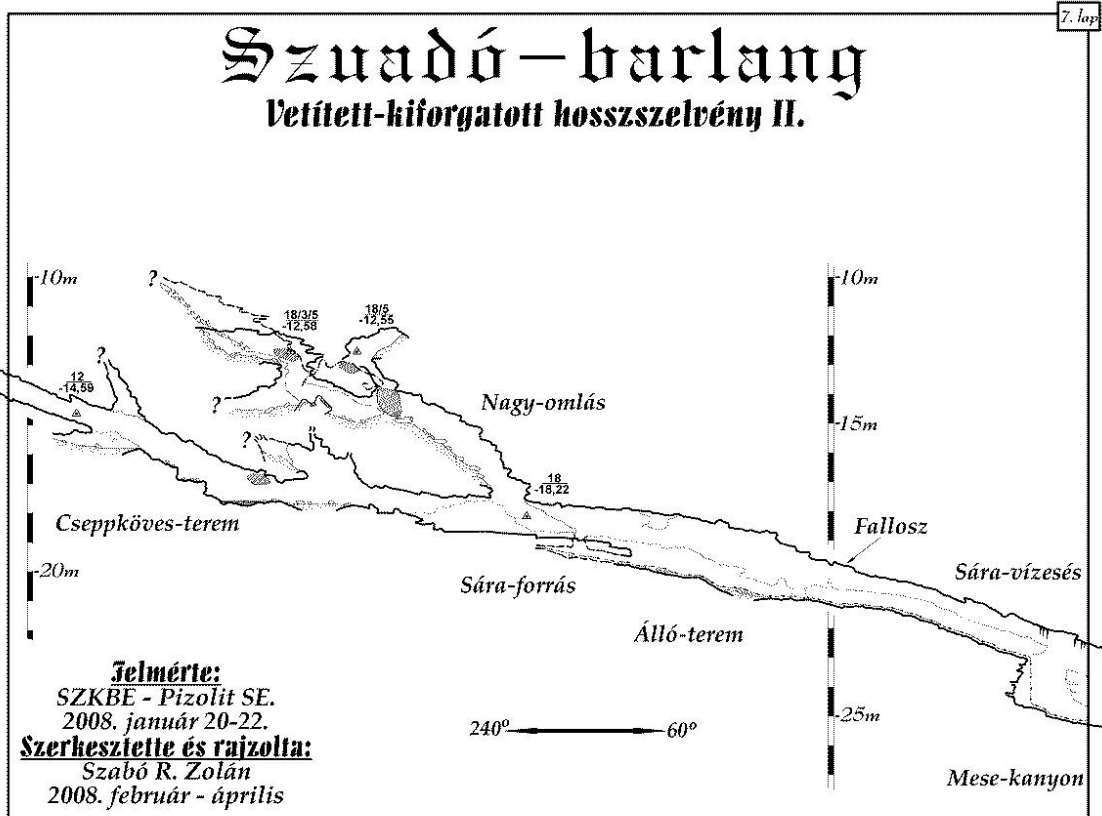 7. lap
Szuadó-barlang
Vetített-kiforgatott hosszszelvény II.
-10m
-10m
?
18/3/5
-12,58
18/5
-12,55
?
12
-14,59
?
Nagy-omlás
-15m
?
18
-18,22
Cseppköves-terem
Fallosz
-20m
Sára-forrás
Sára-vízesés
Álló-terem
Felmérte:
SZKBE - Pizolit SE.
2008. január 20-22.
Szerkesztette és rajzolta:
Szabó R. Zolán
2008. február - április
240° 60°
-25m
Mese-kanyon